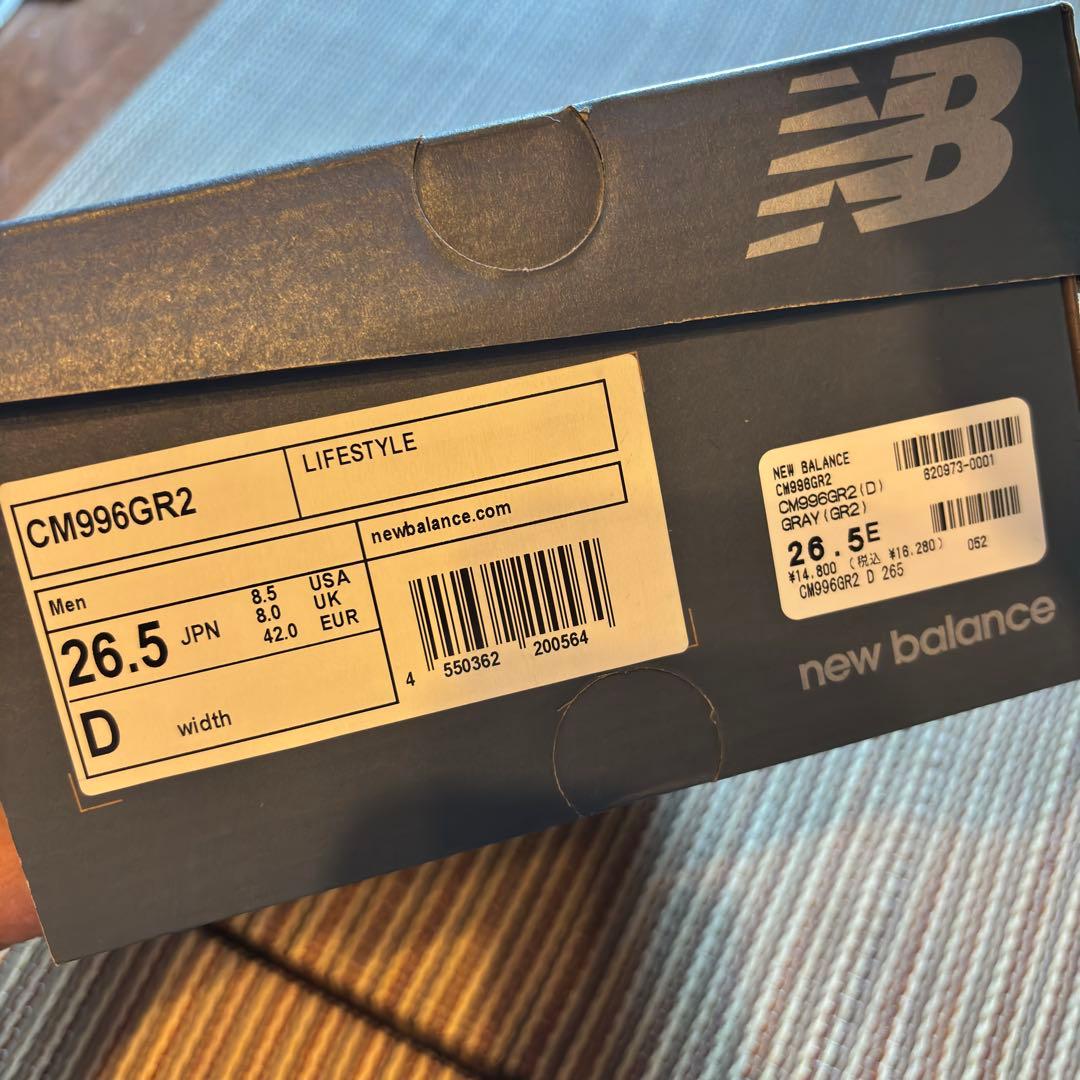 NB
CM996GR2
LIFESTYLE
Men
newbalance.com
26.5 JPN
8.5 USA
8.0 UK
42.0 EUR
D width
4 550362 200564
NEW BALANCE
CM996GR2
CM996GR2(D)
GRAY(GR2)
26.5E
¥14.800 (税込 ¥16.280)
CM996GR2 D 265
820973-0001
052
new balance